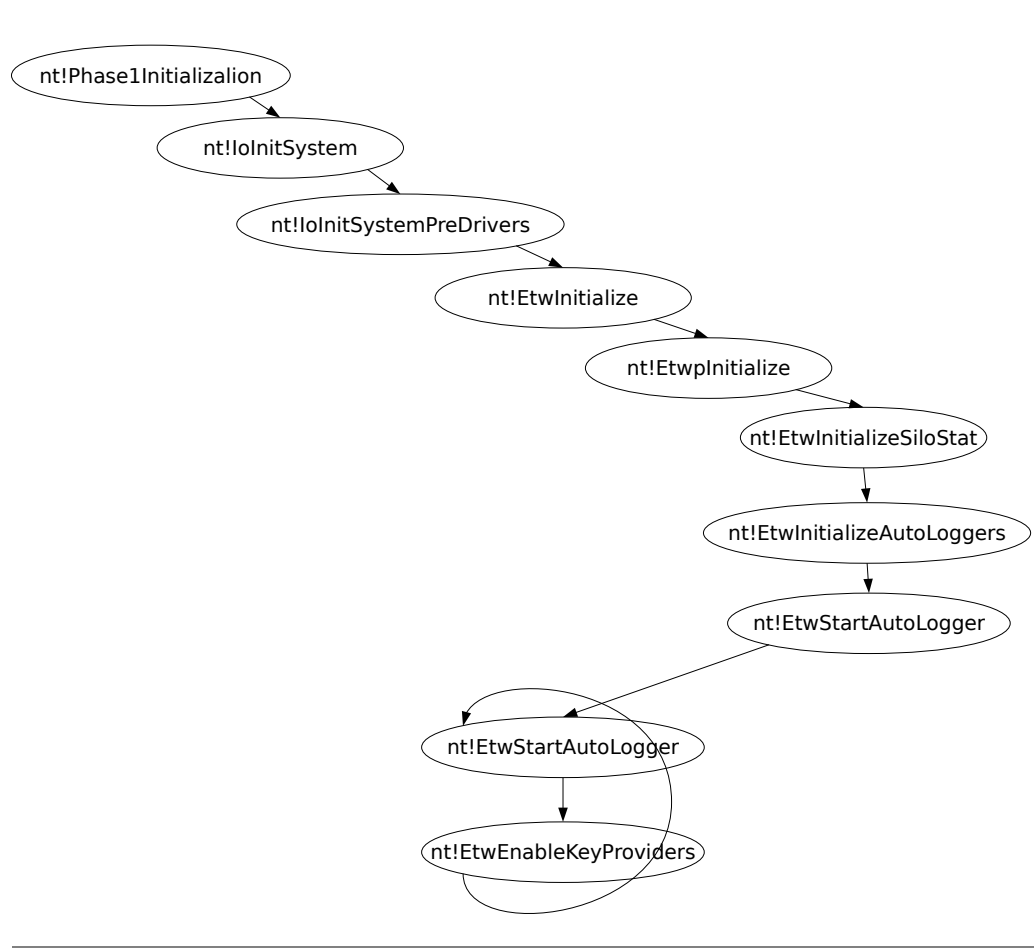 nt!Phase1Initializalion
nt!IoInitSystem
nt!IoInitSystemPreDrivers
nt!EtwInitialize
nt!EtwpInitialize
nt!EtwInitializeSiloStat
nt!EtwInitializeAutoLoggers
nt!EtwStartAutoLogger
nt!EtwStartAutoLogger
nt!EtwEnableKeyProviders